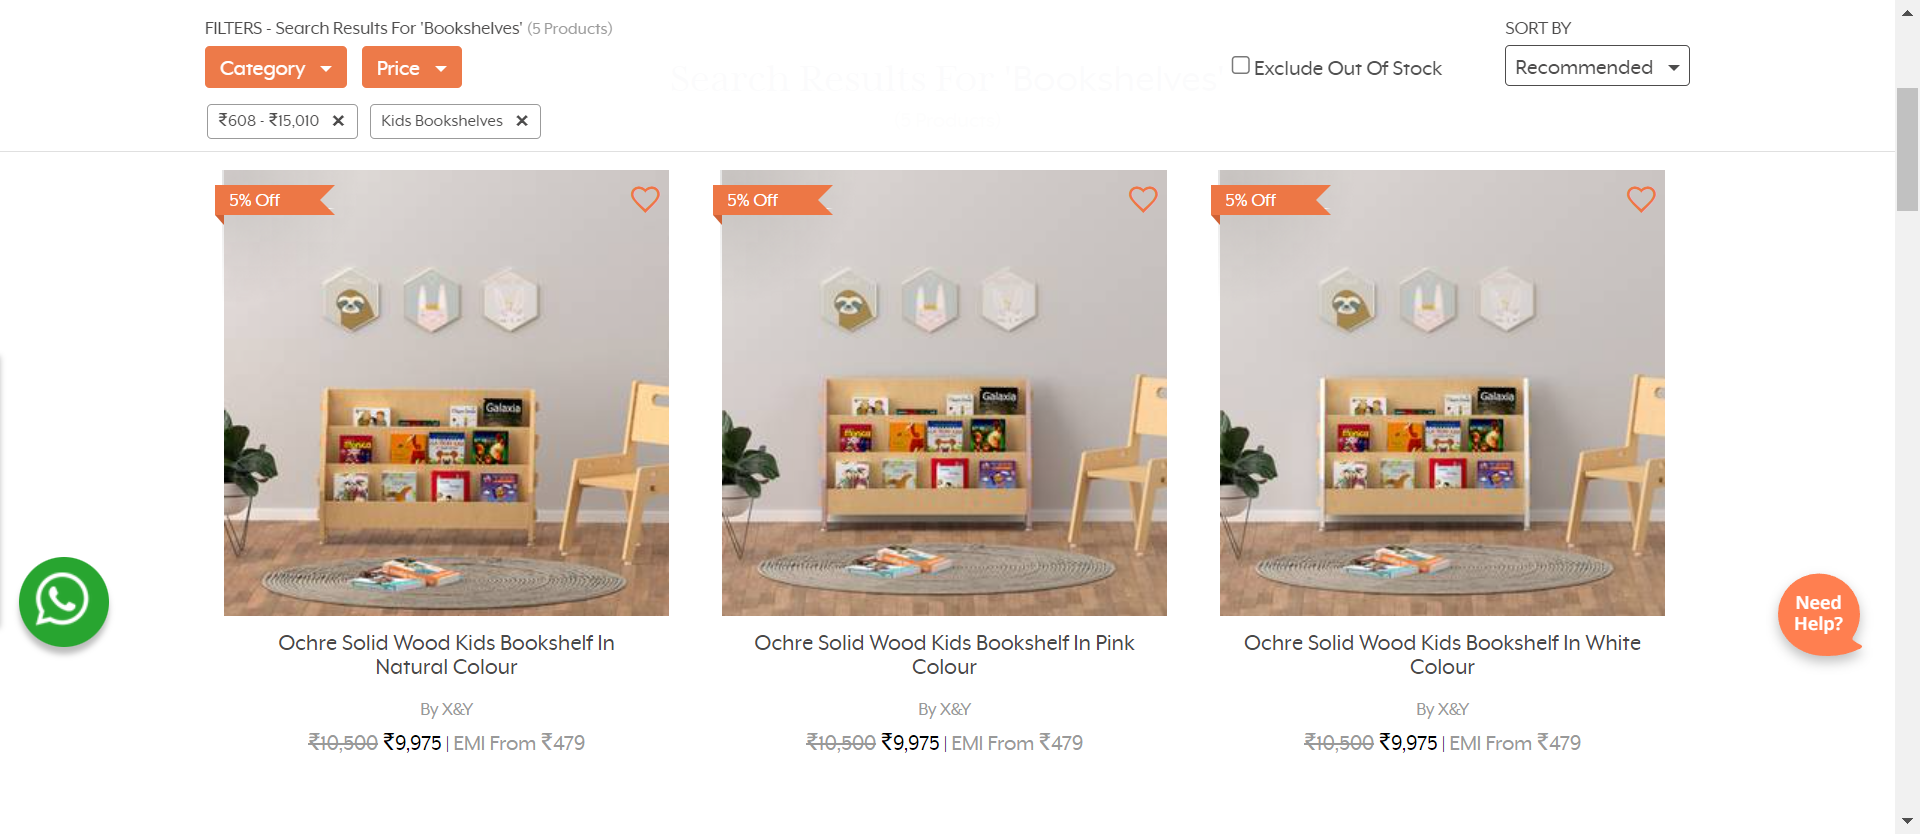 FILTERS - Search Results For 'Bookshelves' (5 Products)
SORT BY
Category
Price
Exclude Out Of Stock
Recommended
Search Results For 'Bookshelves'
₹608 - ₹15,010 ✕
Kids Bookshelves ✕
5% Off
5% Off
5% Off
Galaxia
Galaxia
Galaxia
Need
Help?
Ochre Solid Wood Kids Bookshelf In
Natural Colour
By X&Y
₹10,500 ₹9,975 | EMI From ₹479
Ochre Solid Wood Kids Bookshelf In Pink
Colour
By X&Y
₹10,500 ₹9,975 | EMI From ₹479
Ochre Solid Wood Kids Bookshelf In White
Colour
By X&Y
₹10,500 ₹9,975 | EMI From ₹479